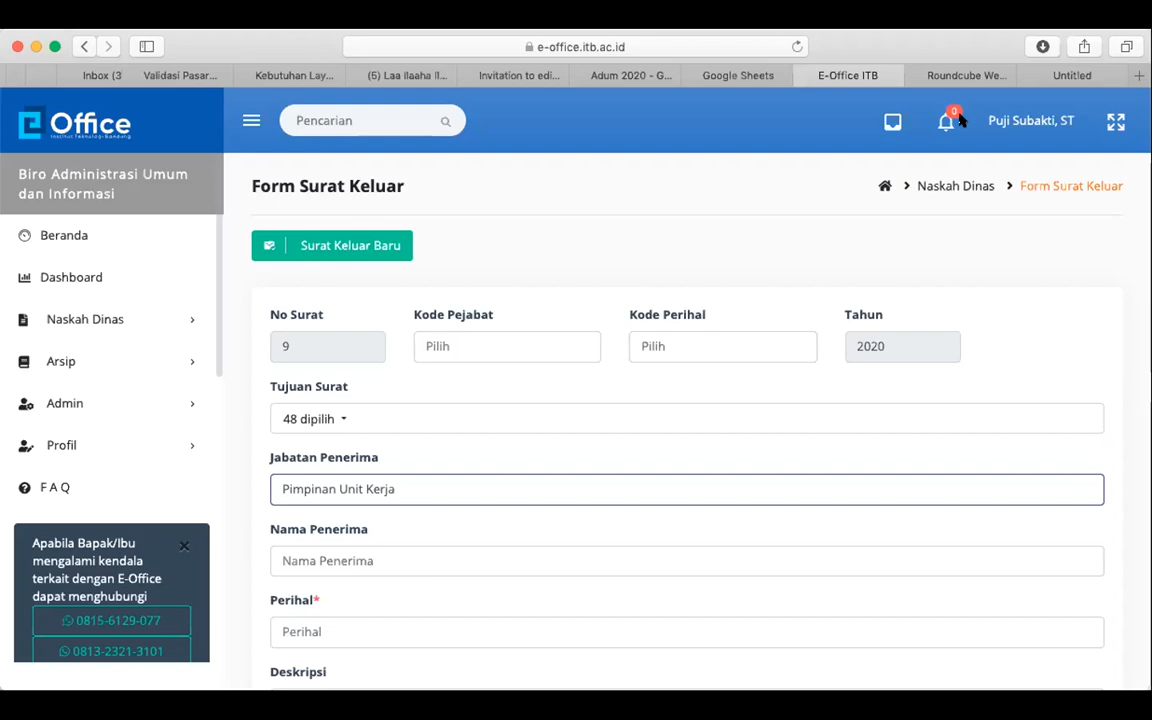 e-office.itb.ac.id
Inbox (3
Validasi Pasar...
Kebutuhan Lay...
(5) Laa ilaaha il...
Invitation to edi...
Adum 2020 - G...
Google Sheets
E-Office ITB
Roundcube We...
Untitled
Office
Institut Teknologi Bandung
Pencarian
0
Puji Subakti, ST
Biro Administrasi Umum
dan Informasi
Beranda
Dashboard
Naskah Dinas
Arsip
Admin
Profil
F A Q
Apabila Bapak/Ibu
mengalami kendala
terkait dengan E-Office
dapat menghubungi
0815-6129-077
0813-2321-3101
Form Surat Keluar
Naskah Dinas
Form Surat Keluar
Surat Keluar Baru
No Surat
Kode Pejabat
Kode Perihal
Tahun
9
Pilih
Pilih
2020
Tujuan Surat
48 dipilih
Jabatan Penerima
Pimpinan Unit Kerja
Nama Penerima
Nama Penerima
Perihal*
Perihal
Deskripsi